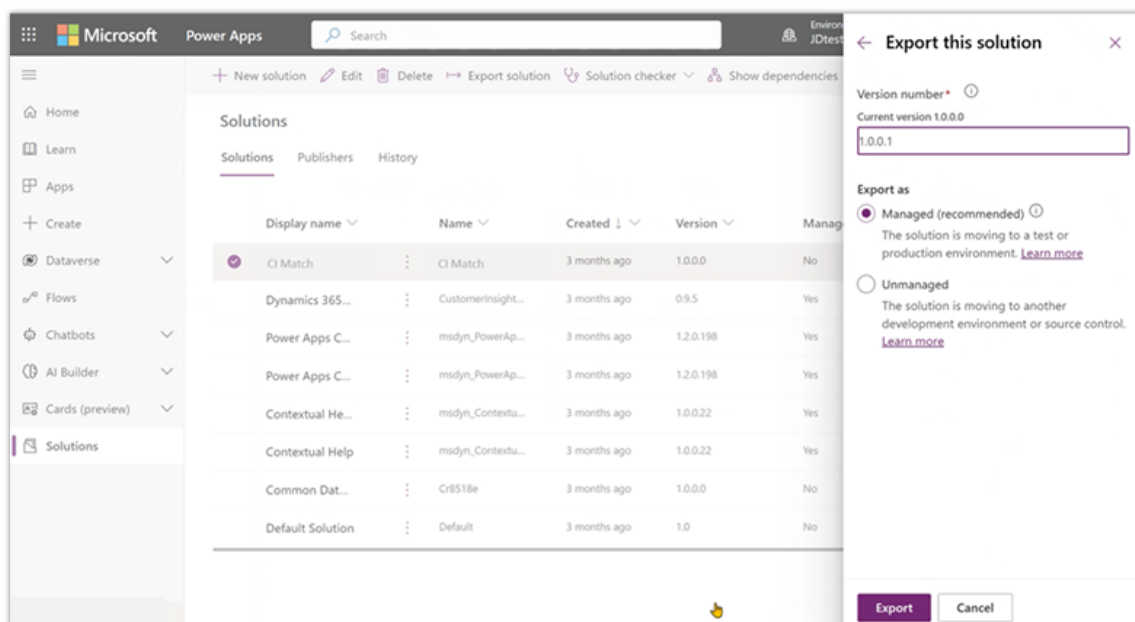 Microsoft Power Apps Search Environ
JDtest
New solution Edit Delete Export solution Solution checker Show dependencies
Home
Learn
Apps
Create
Dataverse
Flows
Chatbots
AI Builder
Cards (preview)
Solutions
Solutions
Solutions Publishers History
Display name Name Created ↓ Version Manag
CI Match CI Match 3 months ago 1.0.0.0 No
Dynamics 365... CustomerInsight... 3 months ago 0.9.5 Yes
Power Apps C... msdyn_PowerAp... 3 months ago 1.2.0.198 Yes
Power Apps C... msdyn_PowerAp... 3 months ago 1.2.0.198 Yes
Contextual He... msdyn_Contextu... 3 months ago 1.0.0.22 Yes
Contextual Help msdyn_Contextu... 3 months ago 1.0.0.22 Yes
Common Dat... Cr8518e 3 months ago 1.0.0.0 No
Default Solution Default 3 months ago 1.0 No
← Export this solution
Version number*
Current version 1.0.0.0
1.0.0.1
Export as
Managed (recommended)
The solution is moving to a test or
production environment. Learn more
Unmanaged
The solution is moving to another
development environment or source control.
Learn more
Export Cancel